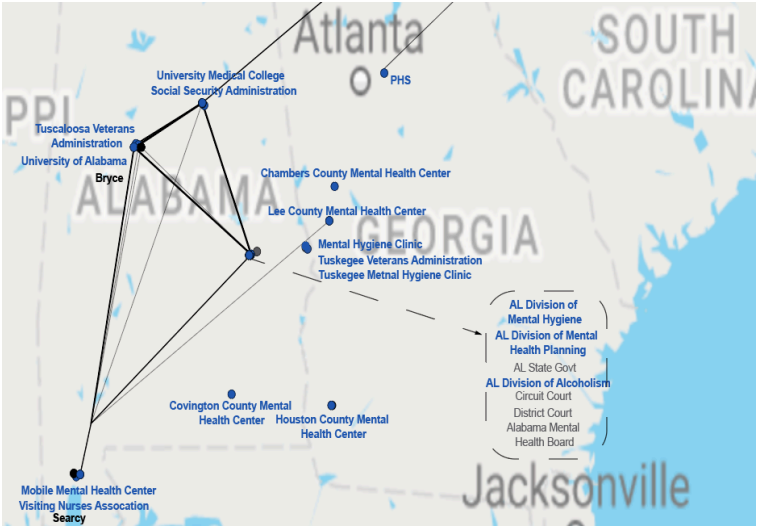 Atlanta
SOUTH
CAROLINA
University Medical College
Social Security Administration
PHS
PPI
Tuscaloosa Veterans
Administration
University of Alabama
Bryce
ALABAMA
Chambers County Mental Health Center
Lee County Mental Health Center
GEORGIA
Mental Hygiene Clinic
Tuskegee Veterans Administration
Tuskegee Metnal Hygiene Clinic
AL Division of
Mental Hygiene
AL Division of Mental
Health Planning
AL State Govt
AL Division of Alcoholism
Circuit Court
District Court
Alabama Mental
Health Board
Covington County Mental
Health Center
Houston County Mental
Health Center
Jacksonville
Mobile Mental Health Center
Visiting Nurses Assocation
Searcy